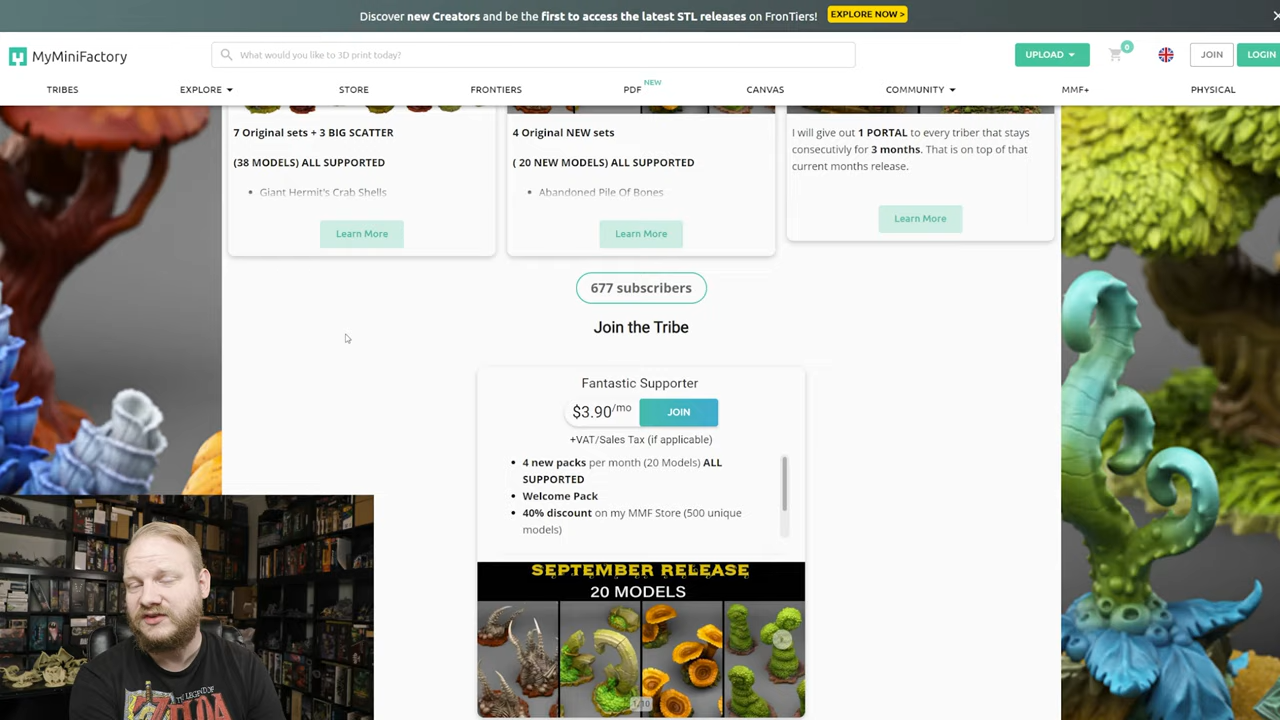 Discover new Creators and be the first to access the latest STL releases on FronTiers! EXPLORE NOW >
MyMiniFactory
What would you like to 3D print today?
UPLOAD
0
JOIN
LOGIN
TRIBES
EXPLORE
STORE
FRONTIERS
PDF NEW
CANVAS
COMMUNITY
MMF+
PHYSICAL
7 Original sets + 3 BIG SCATTER
(38 MODELS) ALL SUPPORTED
• Giant Hermit's Crab Shells
Learn More
4 Original NEW sets
( 20 NEW MODELS) ALL SUPPORTED
• Abandoned Pile Of Bones
Learn More
I will give out 1 PORTAL to every triber that stays
consecutivly for 3 months. That is on top of that
current months release.
Learn More
677 subscribers
Join the Tribe
Fantastic Supporter
$3.90/mo JOIN
+VAT/Sales Tax (if applicable)
• 4 new packs per month (20 Models) ALL
SUPPORTED
• Welcome Pack
• 40% discount on my MMF Store (500 unique
models)
SEPTEMBER RELEASE
20 MODELS
1/10
THE LEGEND OF
ZELDA